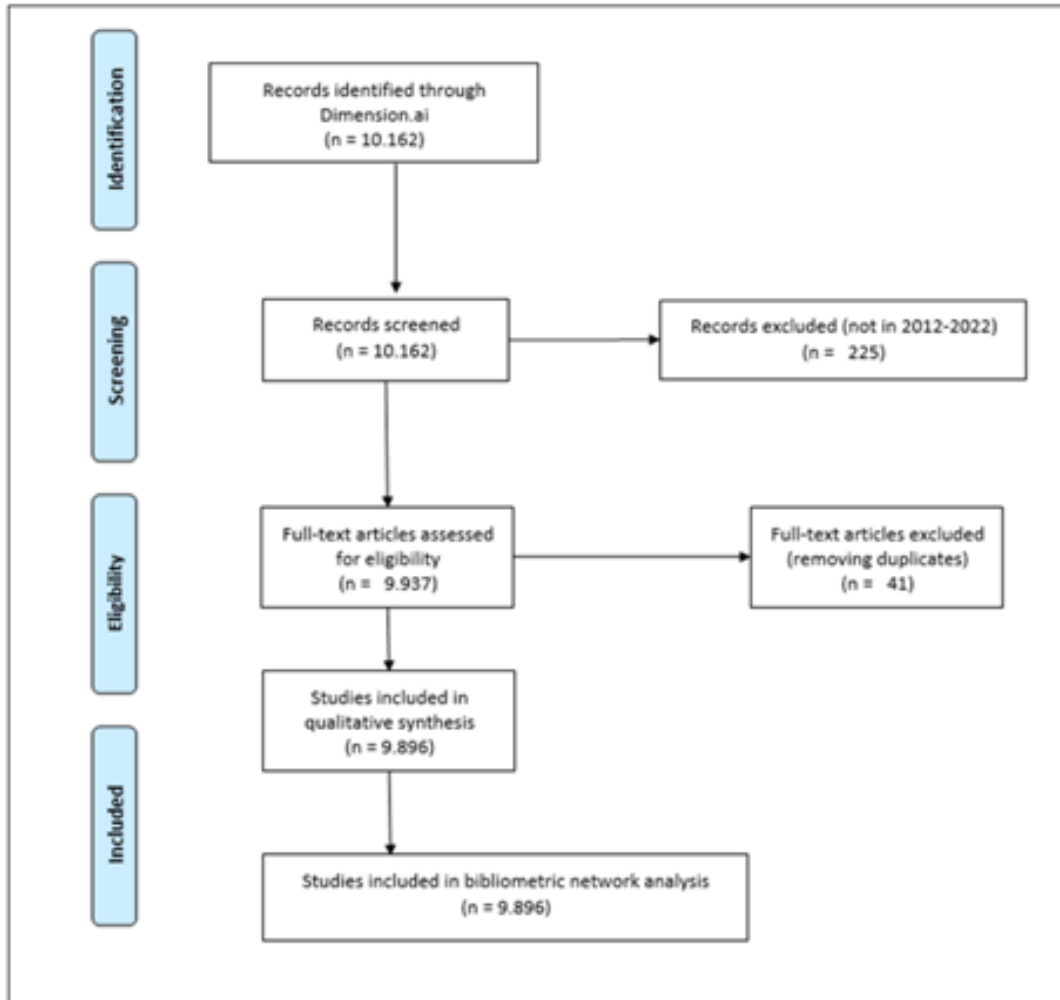 Identification
Records identified through
Dimension.ai
(n = 10.162)
Screening
Records screened
(n = 10.162)
Records excluded (not in 2012-2022)
(n =   225)
Eligibility
Full-text articles assessed
for eligibility
(n =   9.937)
Full-text articles excluded
(removing duplicates)
(n =   41)
Studies included in
qualitative synthesis
(n = 9.896)
Included
Studies included in bibliometric network analysis
(n = 9.896)